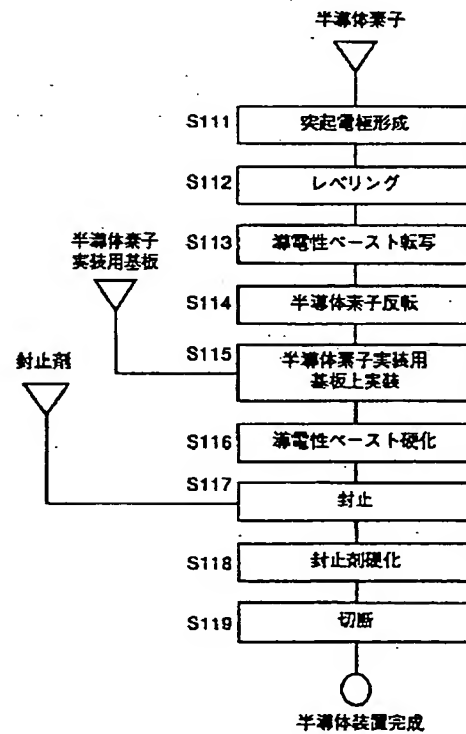 半導体素子
S111
突起電極形成
S112
レベリング
半導体素子
実装用基板
S113
導電性ペースト転写
S114
半導体素子反転
封止剤
S115
半導体素子実装用
基板上実装
S116
導電性ペースト硬化
S117
封止
S118
封止剤硬化
S119
切断
半導体装置完成